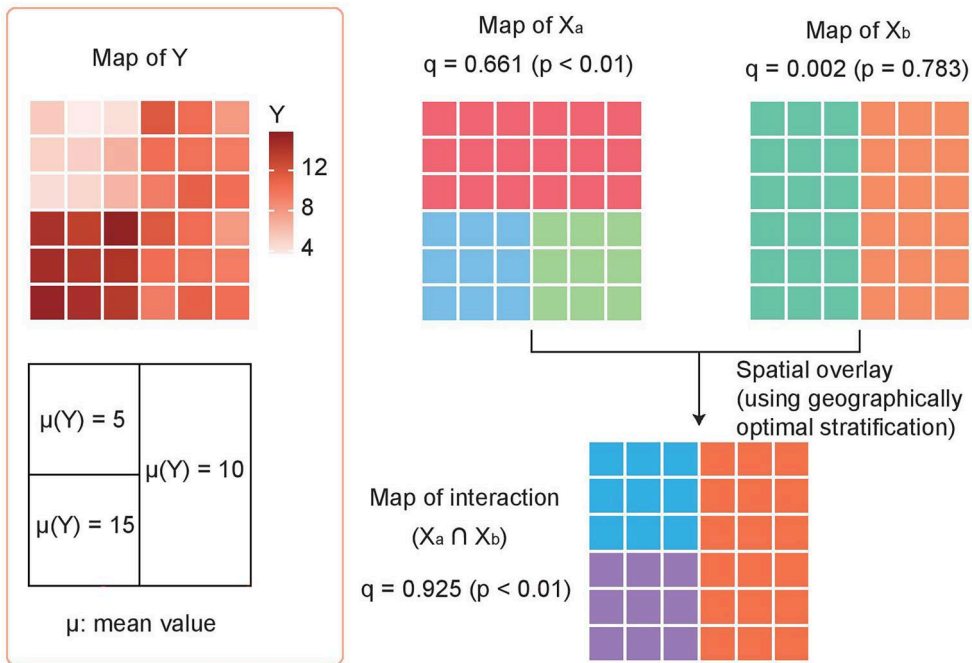 Map of Y
Y
12
8
4
μ(Y) = 5
μ(Y) = 10
μ(Y) = 15
μ: mean value
Map of Xa
q = 0.661 (p < 0.01)
Map of Xb
q = 0.002 (p = 0.783)
Spatial overlay
(using geographically
optimal stratification)
Map of interaction
(Xa ∩ Xb)
q = 0.925 (p < 0.01)